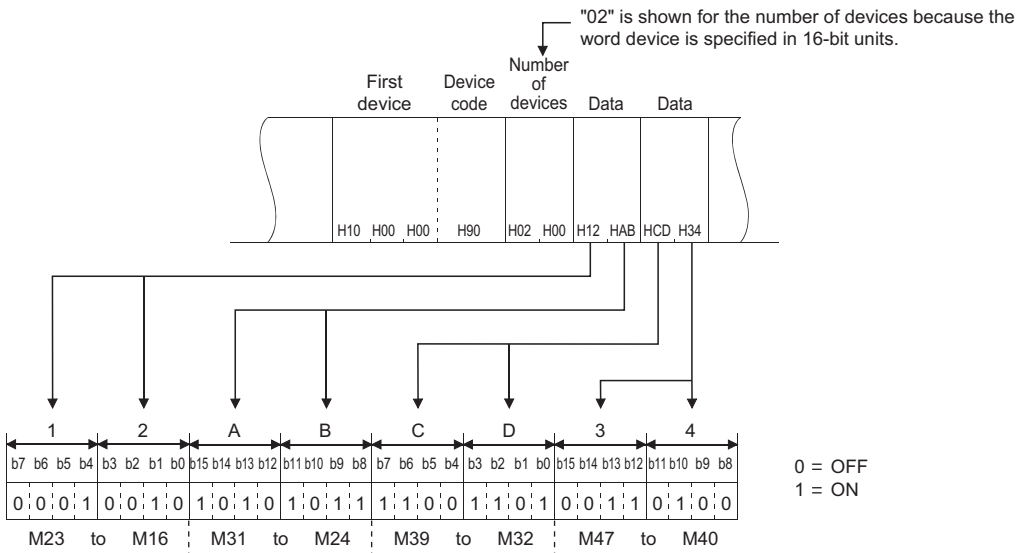 "02" is shown for the number of devices because the
word device is specified in 16-bit units.
First
device
Device
code
Number
of
devices
Data
Data
H10 H00 H00 H90 H02 H00 H12 HAB HCD H34
1 2 A B C D 3 4
b7 b6 b5 b4 b3 b2 b1 b0 b15 b14 b13 b12 b11 b10 b9 b8 b7 b6 b5 b4 b3 b2 b1 b0 b15 b14 b13 b12 b11 b10 b9 b8
0 0 0 1 0 0 1 0 1 0 1 0 1 0 1 1 1 1 0 0 1 1 0 1 0 0 1 1 0 1 0 0
M23 to M16 M31 to M24 M39 to M32 M47 to M40
0 = OFF
1 = ON